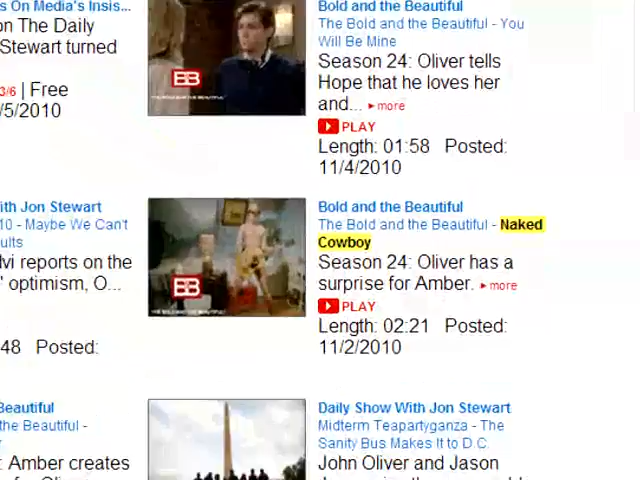 s On Media's Insis...
on The Daily
Stewart turned
3/6 | Free
/5/2010
Bold and the Beautiful
The Bold and the Beautiful - You
Will Be Mine
Season 24: Oliver tells
Hope that he loves her
and... ▸ more
PLAY
Length: 01:58 Posted:
11/4/2010
ith Jon Stewart
10 - Maybe We Can't
ults
lvi reports on the
' optimism, O...
48 Posted:
Bold and the Beautiful
The Bold and the Beautiful - Naked
Cowboy
Season 24: Oliver has a
surprise for Amber. ▸ more
PLAY
Length: 02:21 Posted:
11/2/2010
Beautiful
the Beautiful -
: Amber creates
Daily Show With Jon Stewart
Midterm Teapartyganza - The
Sanity Bus Makes It to D.C.
John Oliver and Jason